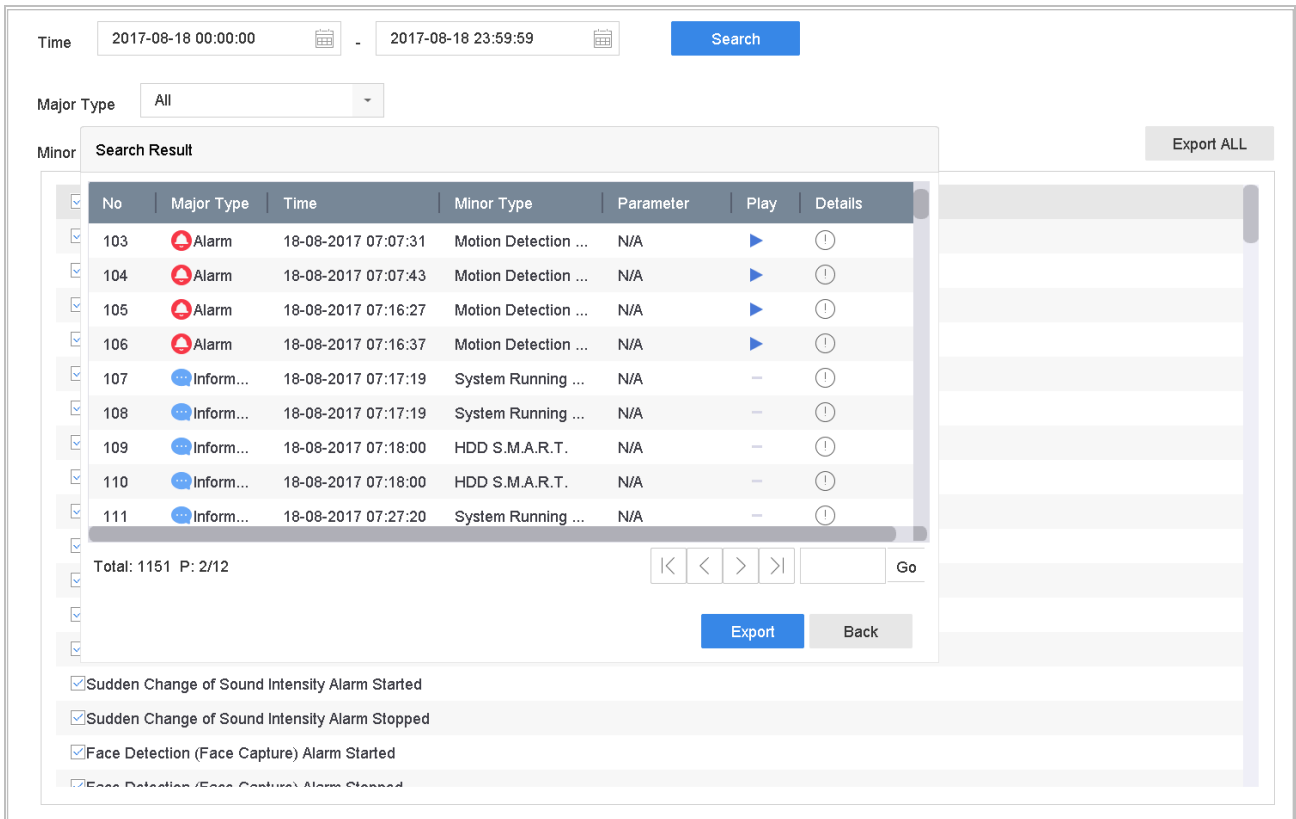 Time 2017-08-18 00:00:00 - 2017-08-18 23:59:59 Search
Major Type All
Minor
Export ALL
Search Result
No Major Type Time Minor Type Parameter Play Details
103 Alarm 18-08-2017 07:07:31 Motion Detection ... N/A
104 Alarm 18-08-2017 07:07:43 Motion Detection ... N/A
105 Alarm 18-08-2017 07:16:27 Motion Detection ... N/A
106 Alarm 18-08-2017 07:16:37 Motion Detection ... N/A
107 Inform... 18-08-2017 07:17:19 System Running ... N/A –
108 Inform... 18-08-2017 07:17:19 System Running ... N/A –
109 Inform... 18-08-2017 07:18:00 HDD S.M.A.R.T. N/A –
110 Inform... 18-08-2017 07:18:00 HDD S.M.A.R.T. N/A –
111 Inform... 18-08-2017 07:27:20 System Running ... N/A –
Total: 1151 P: 2/12 Go
Export Back
Sudden Change of Sound Intensity Alarm Started
Sudden Change of Sound Intensity Alarm Stopped
Face Detection (Face Capture) Alarm Started
Face Detection (Face Capture) Alarm Stopped